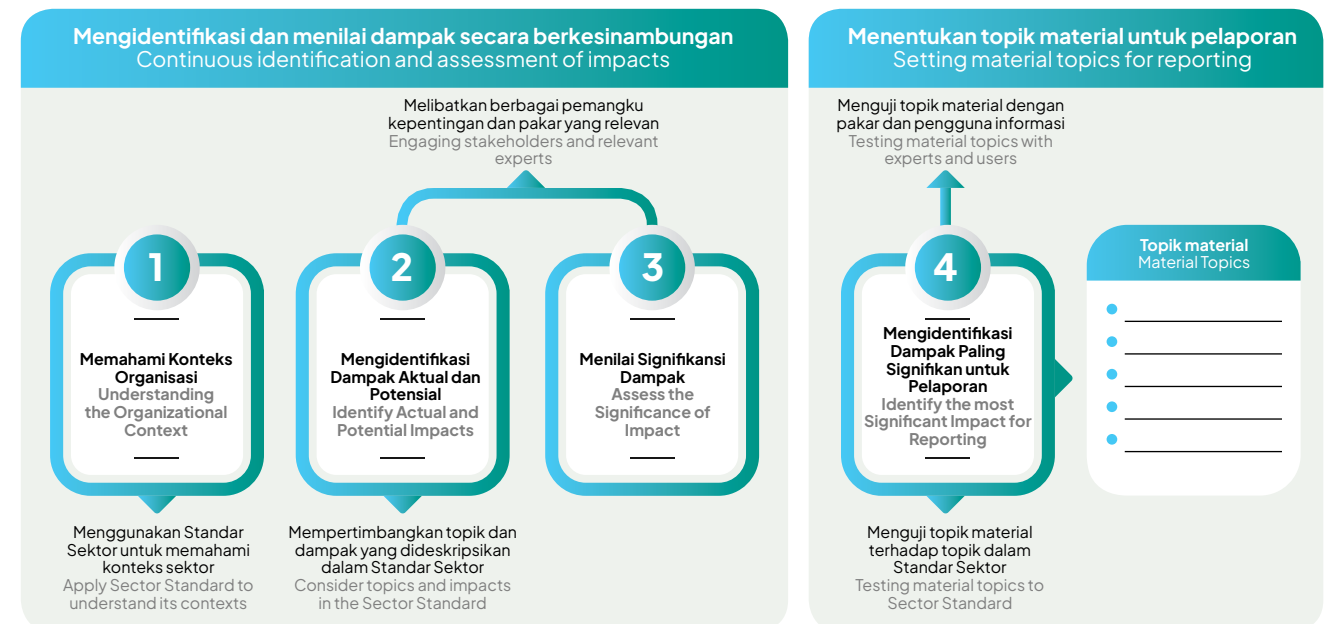 Mengidentifikasi dan menilai dampak secara berkesinambungan
Continuous identification and assessment of impacts
Melibatkan berbagai pemangku
kepentingan dan pakar yang relevan
Engaging stakeholders and relevant
experts
1
Memahami Konteks
Organisasi
Understanding
the Organizational
Context
Menggunakan Standar
Sektor untuk memahami
konteks sektor
Apply Sector Standard to
understand its contexts
2
Mengidentifikasi
Dampak Aktual dan
Potensial
Identify Actual and
Potential Impacts
Mempertimbangkan topik dan
dampak yang dideskripsikan
dalam Standar Sektor
Consider topics and impacts
in the Sector Standard
3
Menilai Signifikansi
Dampak
Assess the
Significance of
Impact
Menentukan topik material untuk pelaporan
Setting material topics for reporting
Menguji topik material dengan
pakar dan pengguna informasi
Testing material topics with
experts and users
4
Mengidentifikasi
Dampak Paling
Signifikan untuk
Pelaporan
Identify the most
Significant Impact for
Reporting
Menguji topik material
terhadap topik dalam
Standar Sektor
Testing material topics to
Sector Standard
Topik material
Material Topics